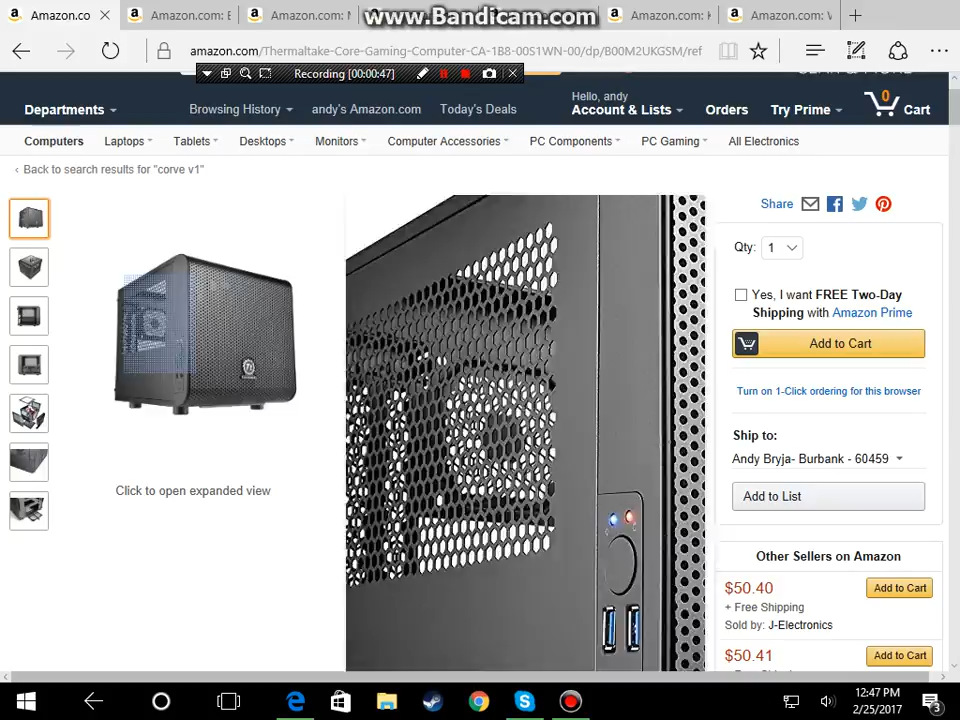 Amazon.co
Amazon.com: E
Amazon.com: M
www.Bandicam.com
Amazon.com: H
Amazon.com: V
amazon.com/Thermaltake-Core-Gaming-Computer-CA-1B8-00S1WN-00/dp/B00M2UKGSM/ref
Recording [00:00:47]
Departments
Browsing History
andy's Amazon.com
Today's Deals
Hello, andy
Account & Lists
Orders
Try Prime
0
Cart
Computers
Laptops
Tablets
Desktops
Monitors
Computer Accessories
PC Components
PC Gaming
All Electronics
‹ Back to search results for "corve v1"
Share
Qty: 1
Yes, I want FREE Two-Day
Shipping with Amazon Prime
Add to Cart
Turn on 1-Click ordering for this browser
Ship to:
Andy Bryja- Burbank - 60459
Add to List
Click to open expanded view
Other Sellers on Amazon
$50.40
Add to Cart
+ Free Shipping
Sold by: J-Electronics
$50.41
Add to Cart
12:47 PM
2/25/2017
3